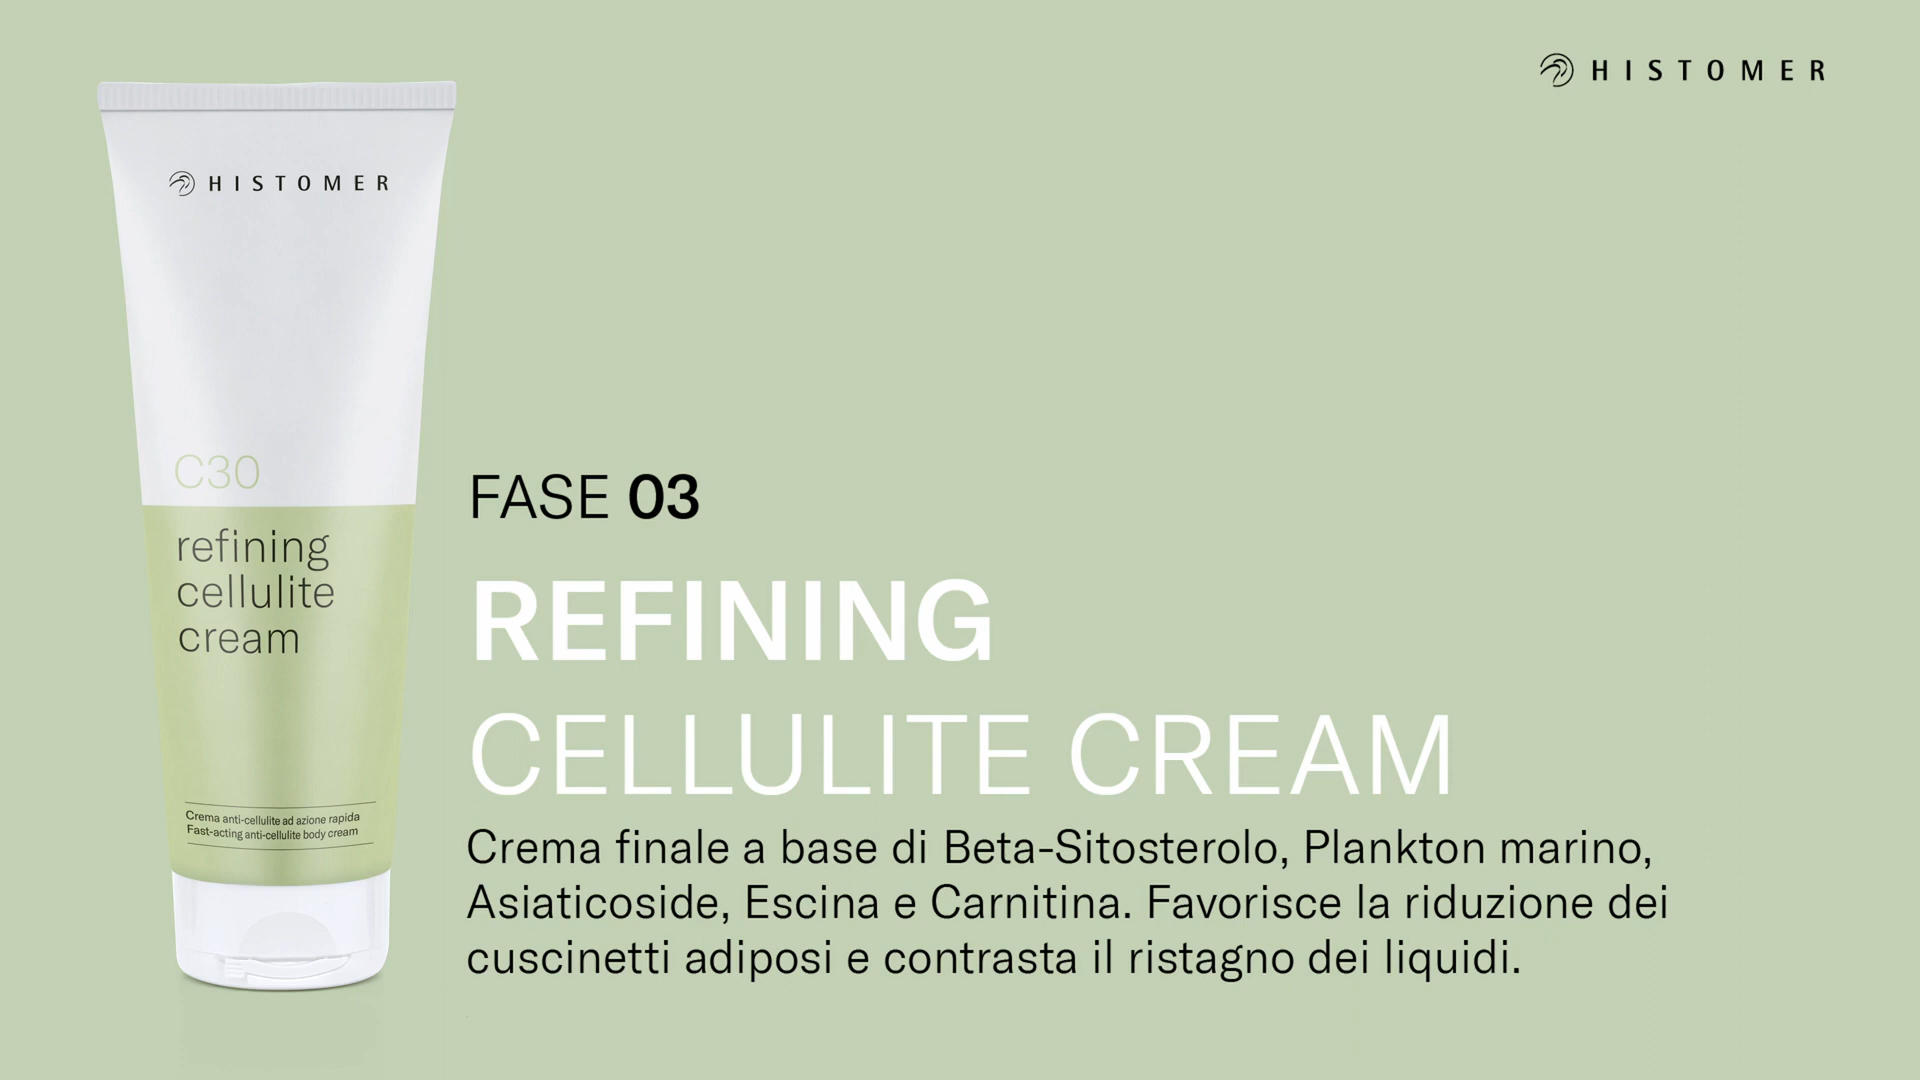 HISTOMER
HISTOMER
C30
refining
cellulite
cream
Crema anti-cellulite ad azione rapida
Fast-acting anti-cellulite body cream
FASE 03
REFINING
CELLULITE CREAM
Crema finale a base di Beta-Sitosterolo, Plankton marino,
Asiaticoside, Escina e Carnitina. Favorisce la riduzione dei
cuscinetti adiposi e contrasta il ristagno dei liquidi.